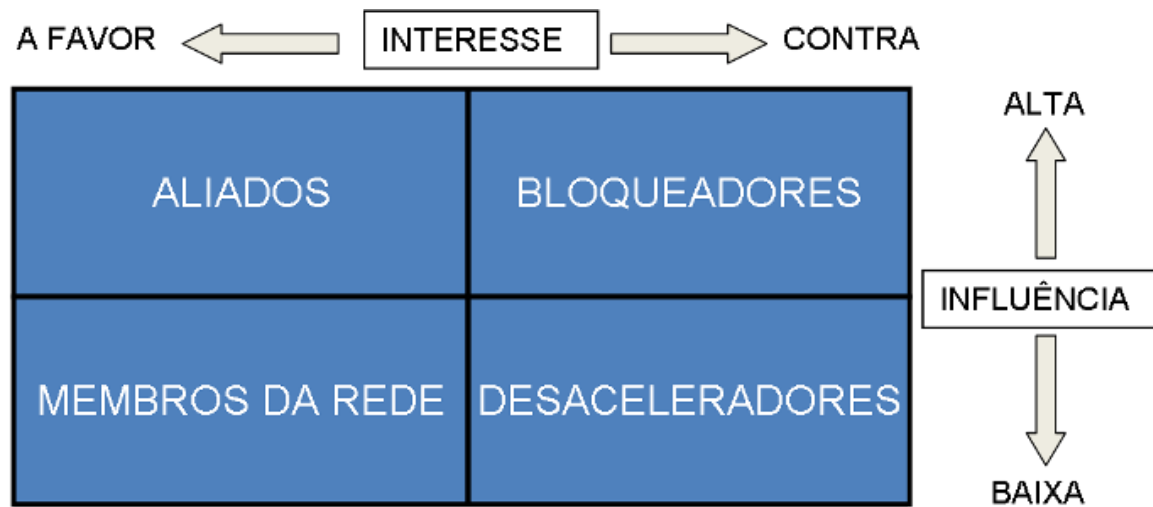 A FAVOR INTERESSE CONTRA
ALTA
ALIADOS BLOQUEADORES
INFLUÊNCIA
MEMBROS DA REDE DESACELERADORES
BAIXA